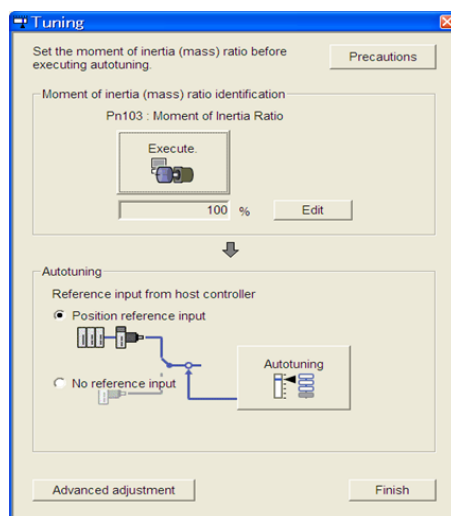 Tuning
Set the moment of inertia (mass) ratio before
executing autotuning.
Precautions
Moment of inertia (mass) ratio identification
Pn103 : Moment of Inertia Ratio
Execute.
100 %
Edit
Autotuning
Reference input from host controller
Position reference input
No reference input
Autotuning
Advanced adjustment
Finish